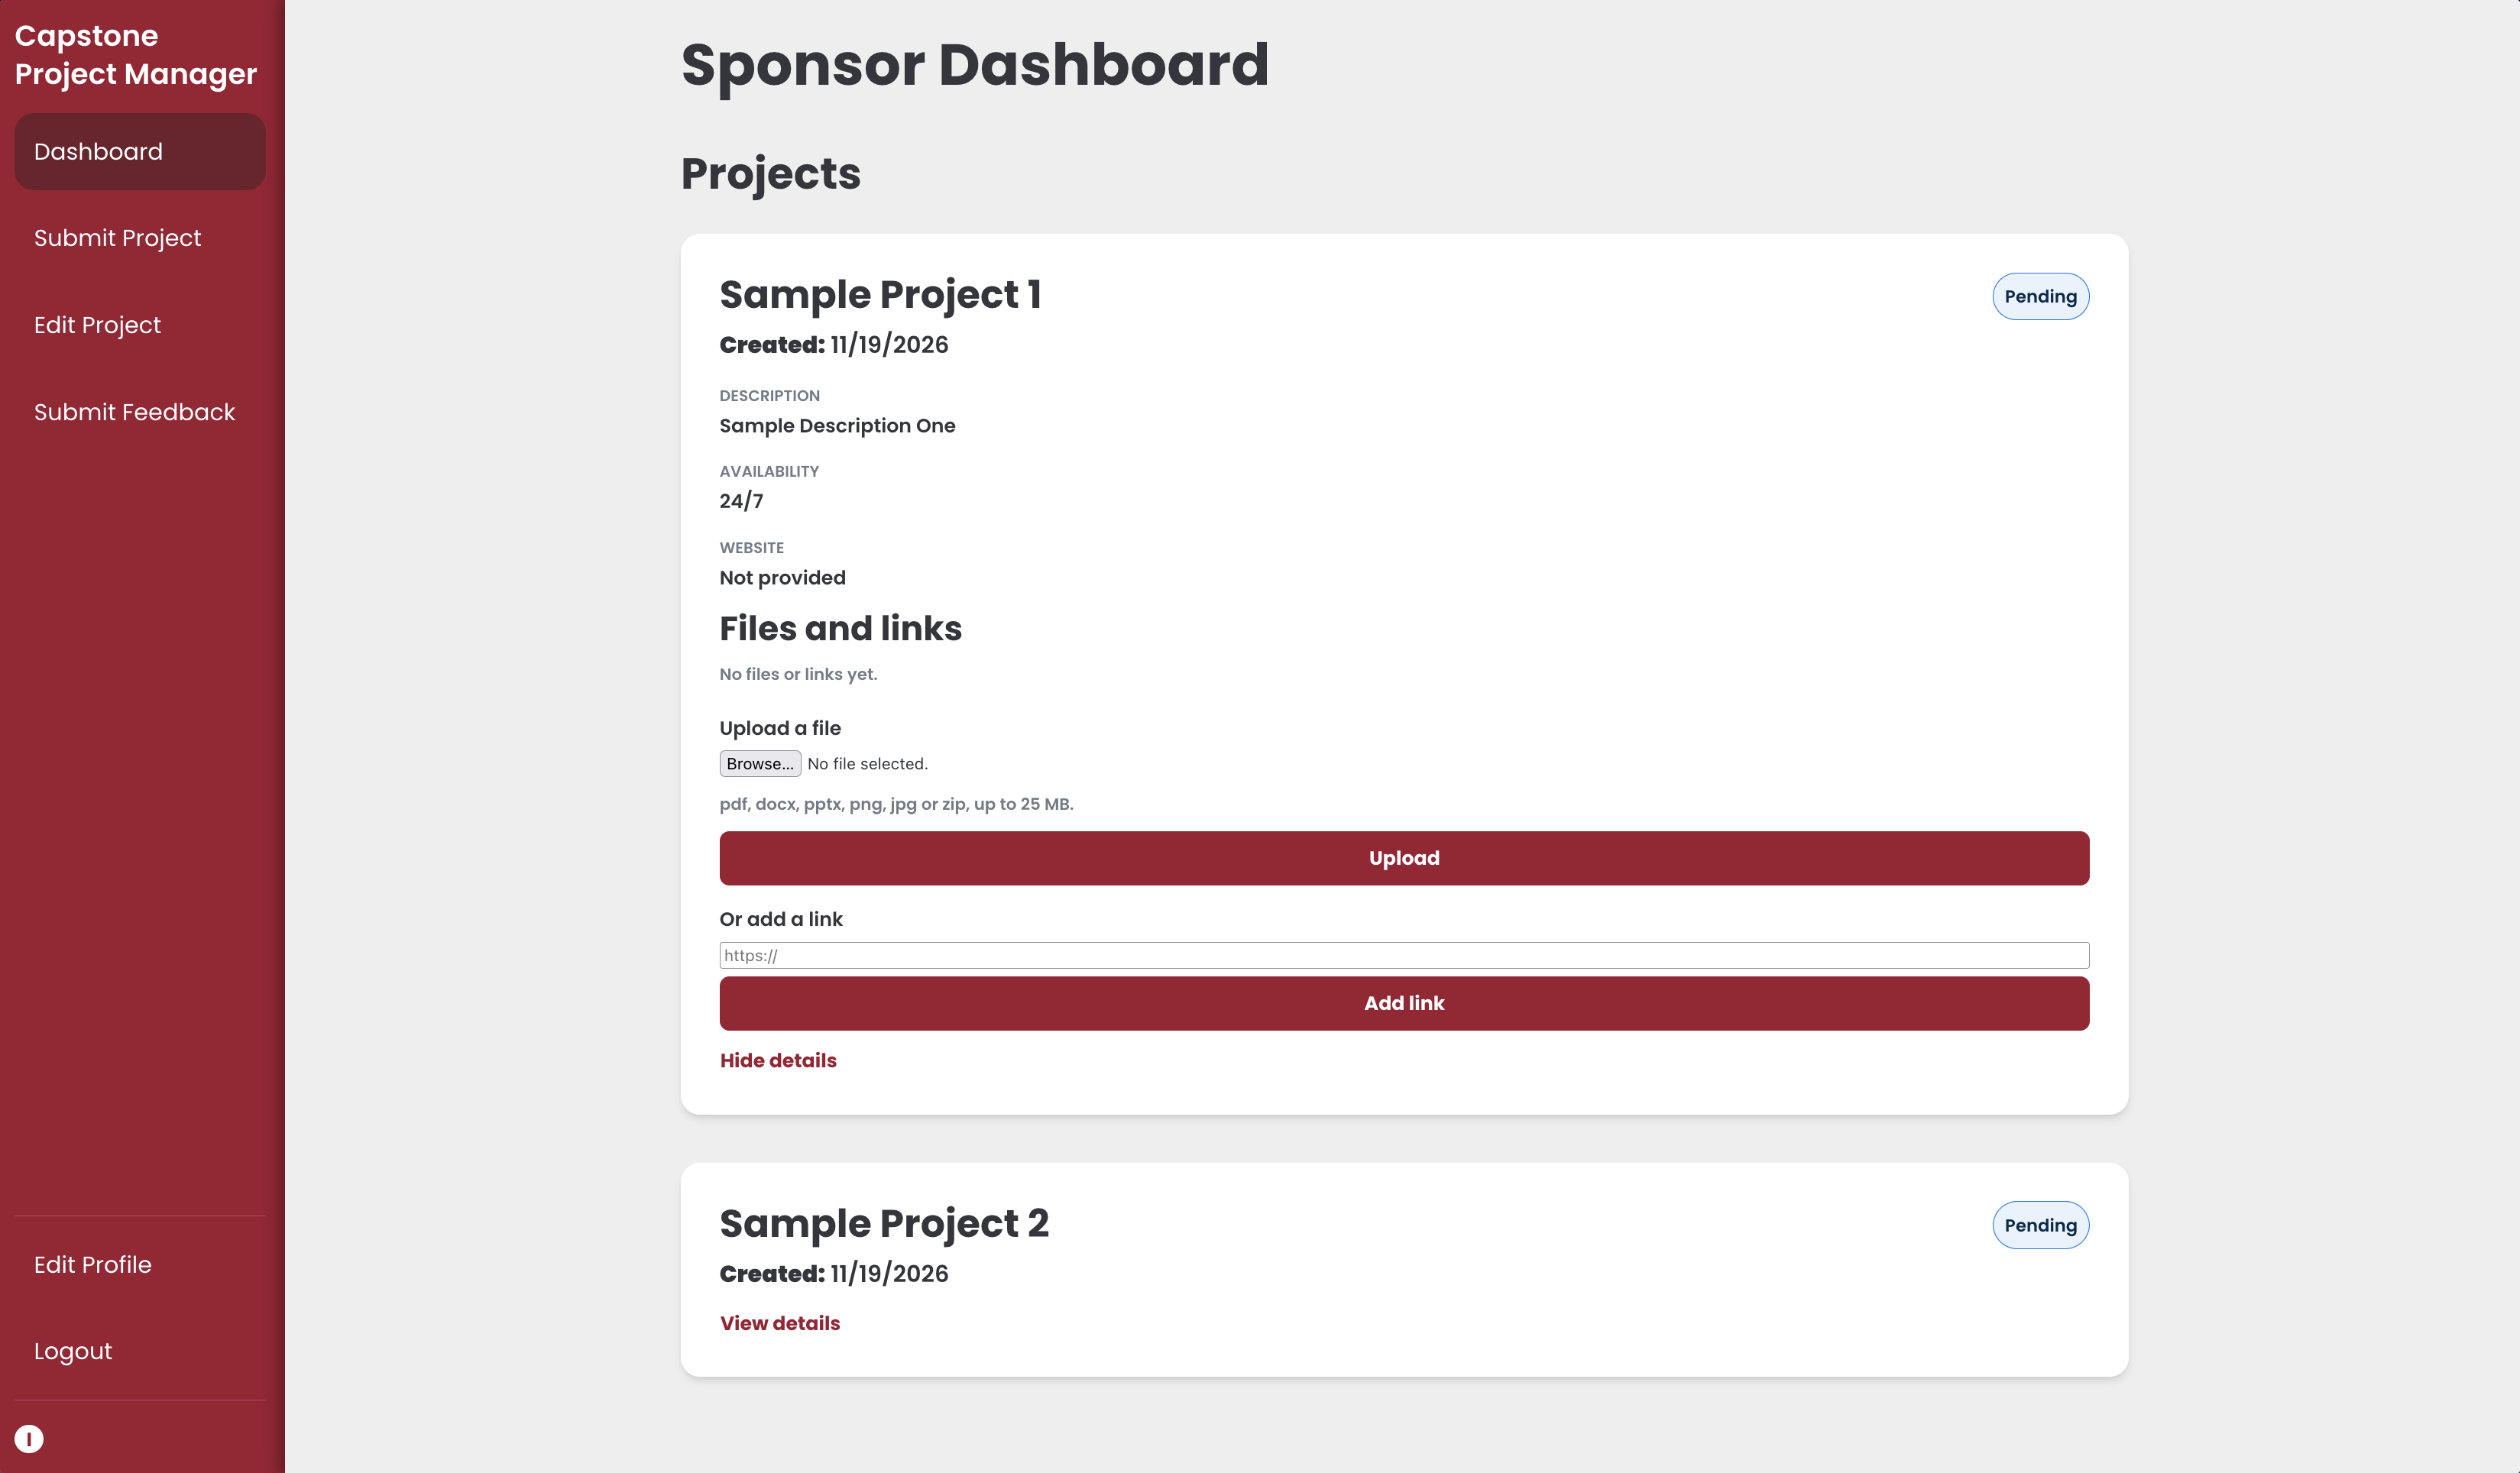 Capstone
Project Manager
Dashboard
Submit Project
Edit Project
Submit Feedback
Edit Profile
Logout
I
Sponsor Dashboard
Projects
Sample Project 1
Pending
Created: 11/19/2026
DESCRIPTION
Sample Description One
AVAILABILITY
24/7
WEBSITE
Not provided
Files and links
No files or links yet.
Upload a file
Browse... No file selected.
pdf, docx, pptx, png, jpg or zip, up to 25 MB.
Upload
Or add a link
https://
Add link
Hide details
Sample Project 2
Pending
Created: 11/19/2026
View details